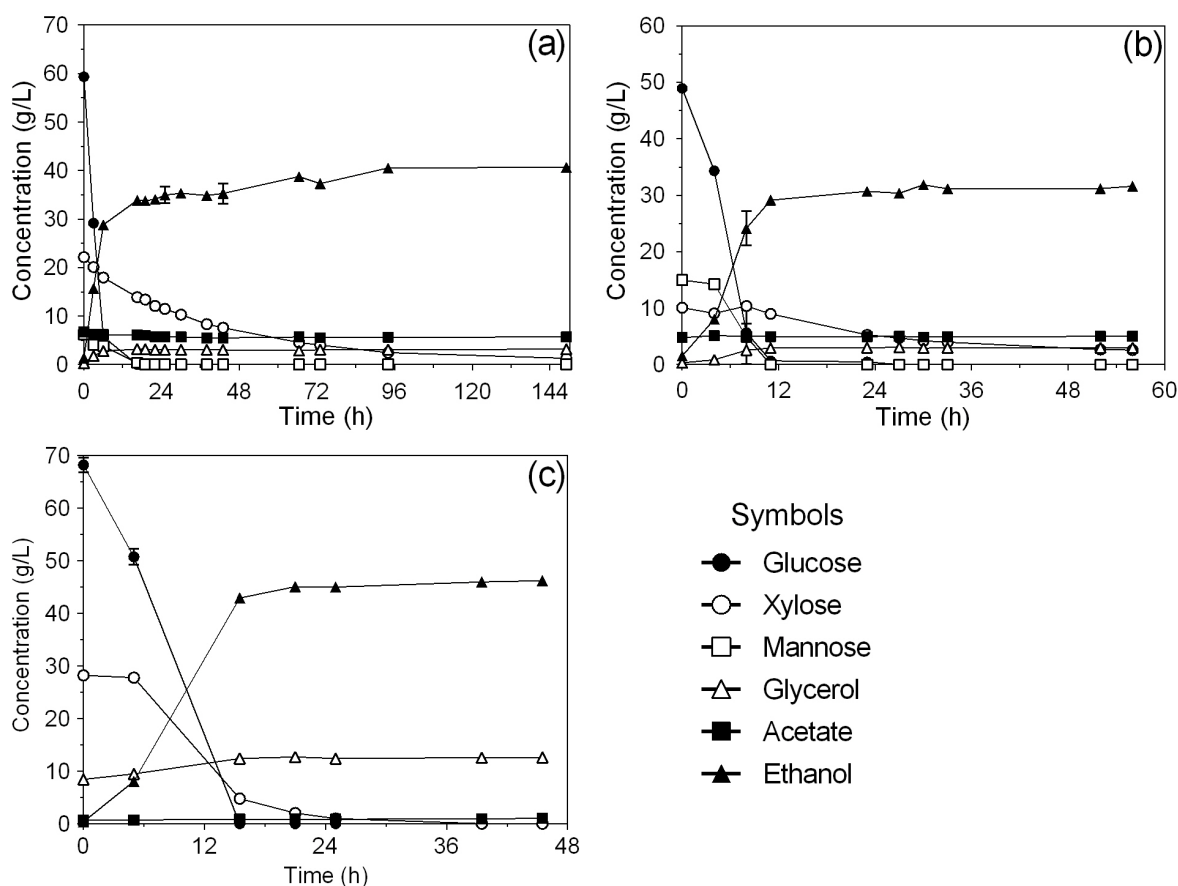 (a)
Concentration (g/L)
70
60
50
40
30
20
10
0
0 24 48 72 96 120 144
Time (h)
(b)
Concentration (g/L)
60
50
40
30
20
10
0
0 12 24 36 48 60
Time (h)
(c)
Concentration (g/L)
70
60
50
40
30
20
10
0
0 12 24 36 48
Time (h)
Symbols
Glucose
Xylose
Mannose
Glycerol
Acetate
Ethanol